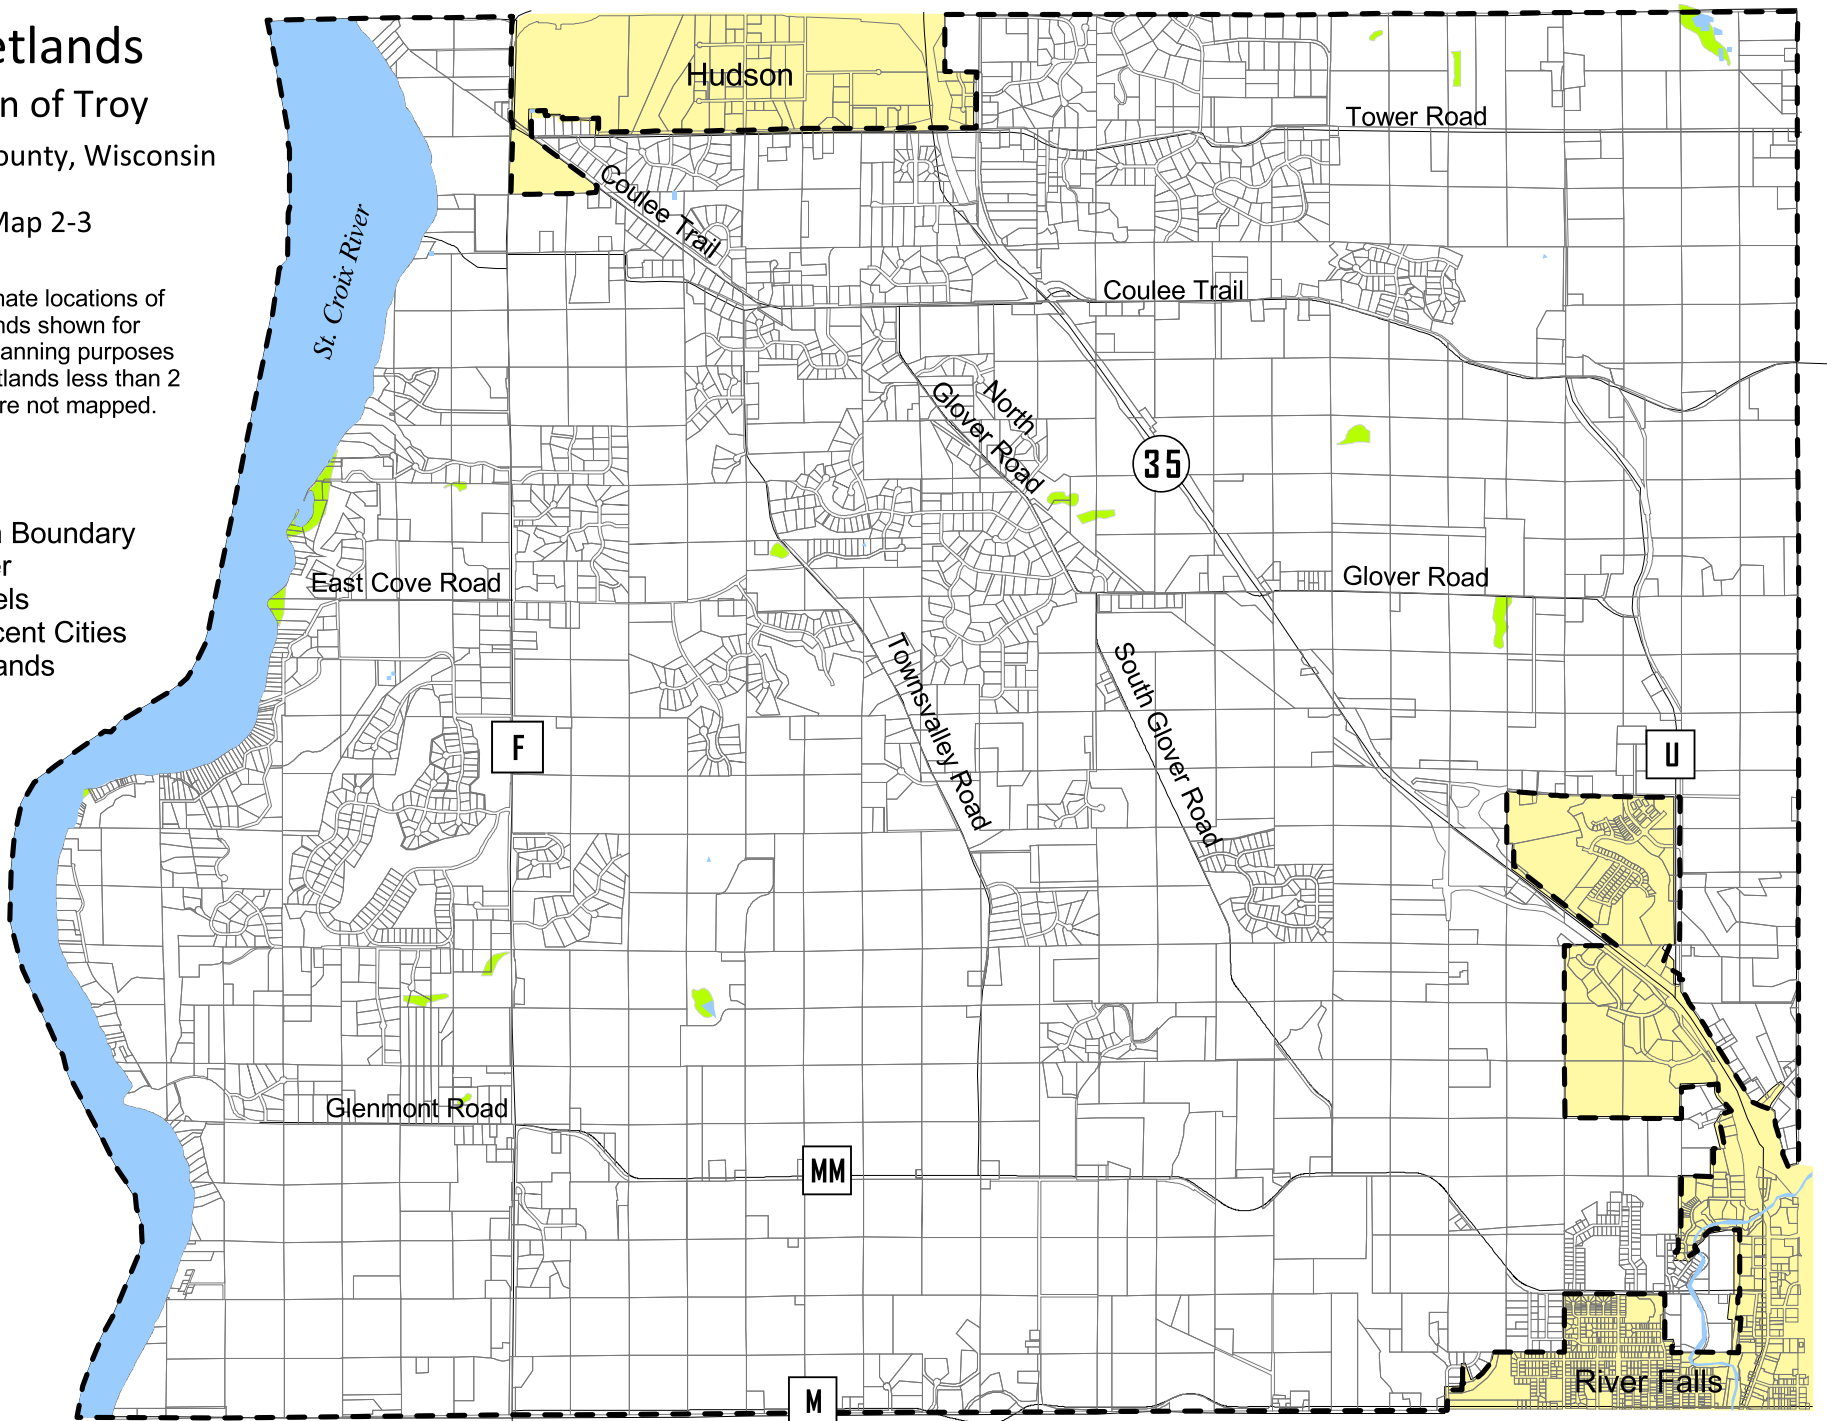 etlands
n of Troy
ounty, Wisconsin
Map 2-3
nate locations of
nds shown for
anning purposes
tlands less than 2
re not mapped.
n Boundary
er
els
cent Cities
ands
Hudson
Tower Road
Coulee Trail
St. Croix River
Coulee Trail
North
Glover Road
35
East Cove Road
Glover Road
Townsvalley Road
South Glover Road
F
U
Glenmont Road
MM
M
River Falls